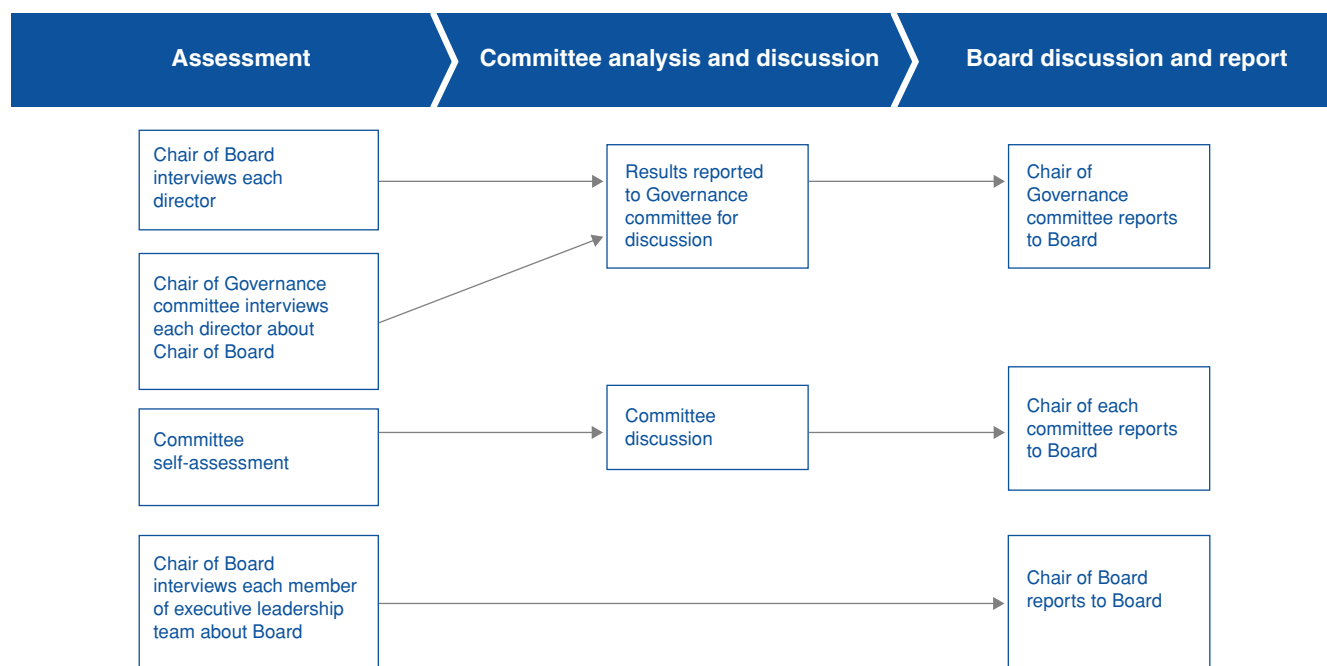 Assessment
Committee analysis and discussion
Board discussion and report
Chair of Board
interviews each
director
Results reported
to Governance
committee for
discussion
Chair of
Governance
committee reports
to Board
Chair of Governance
committee interviews
each director about
Chair of Board
Committee
self-assessment
Committee
discussion
Chair of each
committee reports
to Board
Chair of Board
interviews each member
of executive leadership
team about Board
Chair of Board
reports to Board